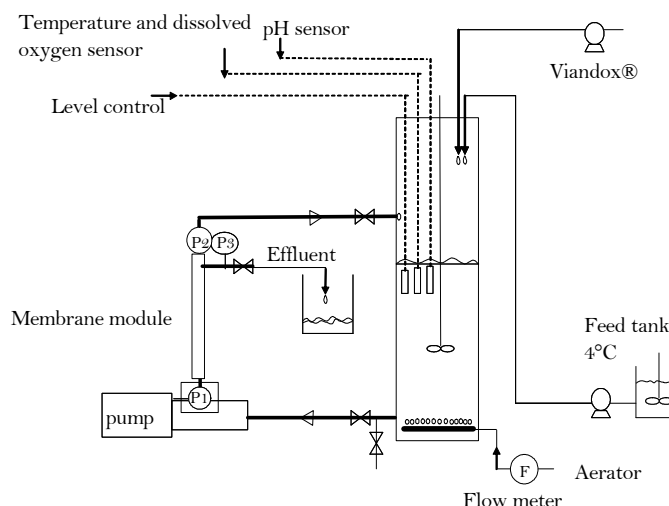 Temperature and dissolved
oxygen sensor
pH sensor
Viandox®
Level control
P2
P3
Effluent
Membrane module
Feed tank
4°C
P1
pump
F
Aerator
Flow meter